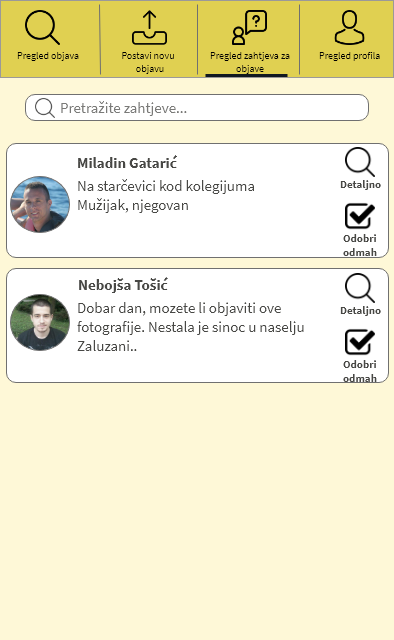 Pregled objava
Postavi novu
objavu
Pregled zahtjeva za
objave
Pregled profila
Pretražite zahtjeve...
Miladin Gatarić
Na starčevici kod kolegijuma
Mužijak, njegovan
Detaljno
Odobri
odmah
Nebojša Tošić
Dobar dan, mozete li objaviti ove
fotografije. Nestala je sinoc u naselju
Zaluzani..
Detaljno
Odobri
odmah